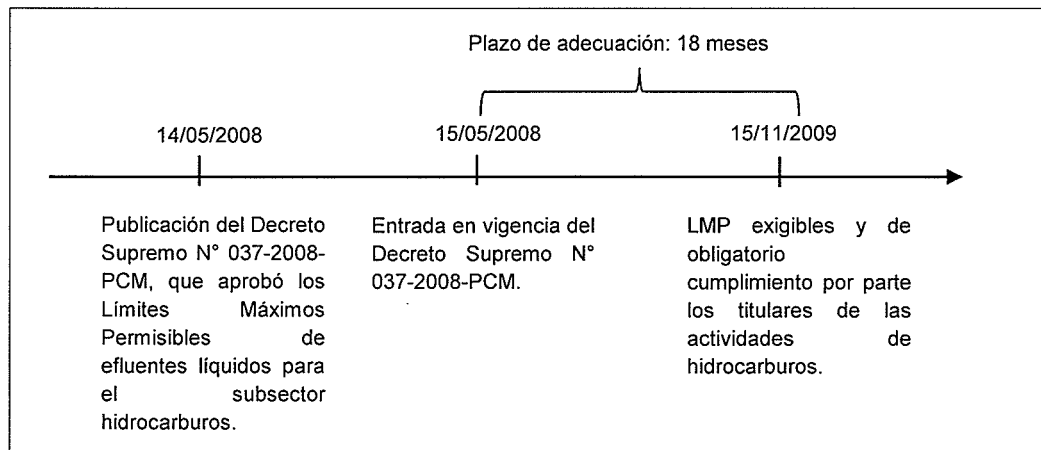 Plazo de adecuación: 18 meses
14/05/2008
15/05/2008
15/11/2009
Publicación del Decreto
Supremo N° 037-2008-
PCM, que aprobó los
Límites Máximos
Permisibles de
efluentes líquidos para
el subsector
hidrocarburos.
Entrada en vigencia del
Decreto Supremo N°
037-2008-PCM.
LMP exigibles y de
obligatorio
cumplimiento por parte
los titulares de las
actividades de
hidrocarburos.